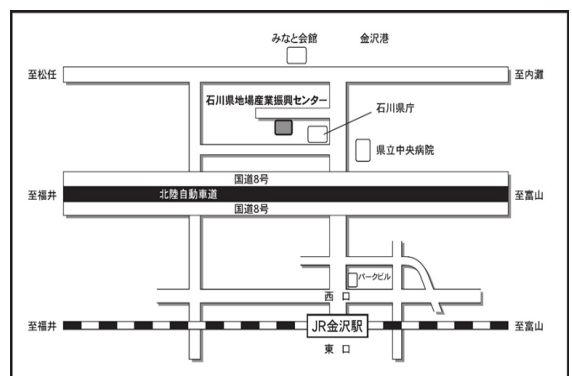 みなと会館
金沢港
至松任
至内灘
石川県地場産業振興センター
石川県庁
県立中央病院
国道8号
至福井
北陸自動車道
至富山
国道8号
パークビル
西 口
至福井
JR金沢駅
至富山
東 口